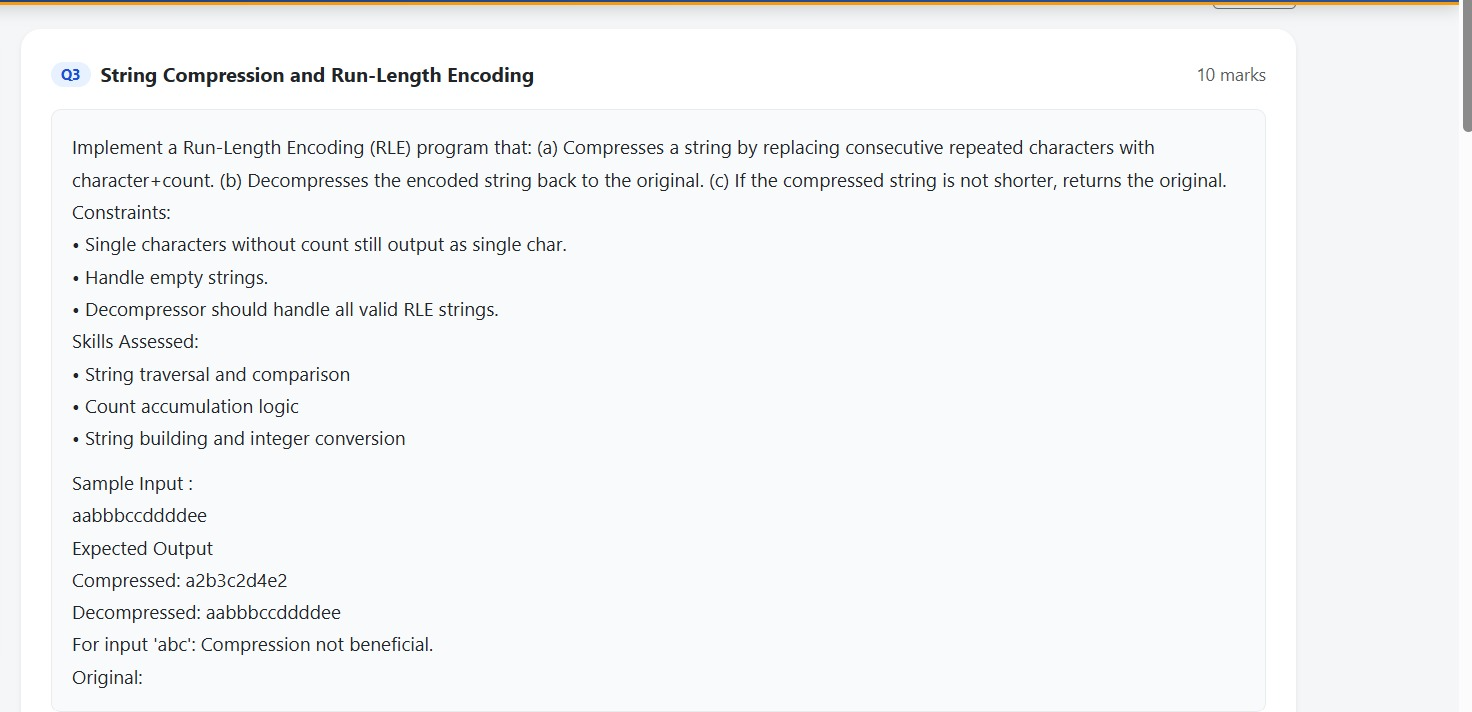 Q3 String Compression and Run-Length Encoding 10 marks
Implement a Run-Length Encoding (RLE) program that: (a) Compresses a string by replacing consecutive repeated characters with
character+count. (b) Decompresses the encoded string back to the original. (c) If the compressed string is not shorter, returns the original.
Constraints:
• Single characters without count still output as single char.
• Handle empty strings.
• Decompressor should handle all valid RLE strings.
Skills Assessed:
• String traversal and comparison
• Count accumulation logic
• String building and integer conversion
Sample Input :
aabbbccddddee
Expected Output
Compressed: a2b3c2d4e2
Decompressed: aabbbccddddee
For input 'abc': Compression not beneficial.
Original: